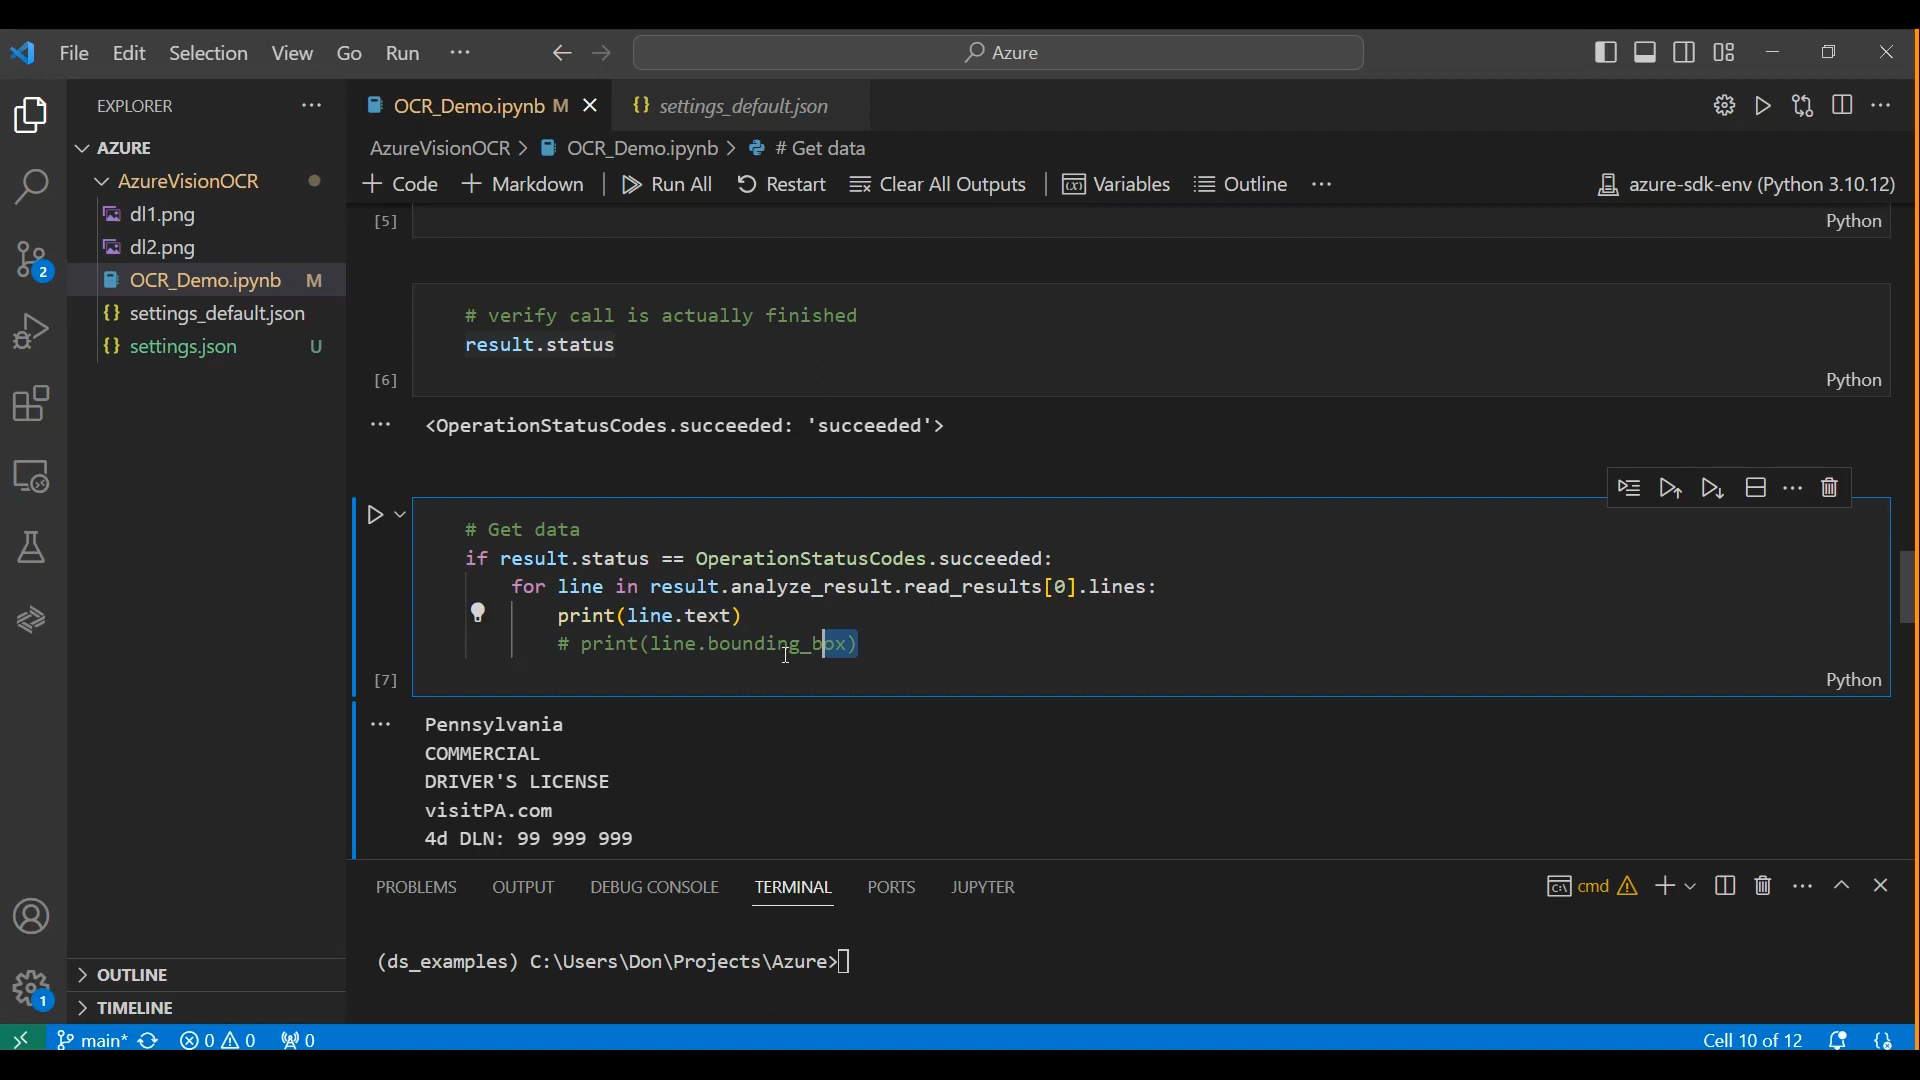 File Edit Selection View Go Run ···
Azure
EXPLORER ···
AZURE
AzureVisionOCR
dl1.png
dl2.png
OCR_Demo.ipynb M
{} settings_default.json
{} settings.json U
OUTLINE
TIMELINE
2
1
OCR_Demo.ipynb M
{} settings_default.json
AzureVisionOCR > OCR_Demo.ipynb > # Get data
+ Code + Markdown | Run All Restart Clear All Outputs | Variables Outline ···
azure-sdk-env (Python 3.10.12)
[5] Python
# verify call is actually finished
result.status
[6] Python
<OperationStatusCodes.succeeded: 'succeeded'>
# Get data
if result.status == OperationStatusCodes.succeeded:
for line in result.analyze_result.read_results[0].lines:
print(line.text)
# print(line.bounding_box)
[7] Python
Pennsylvania
COMMERCIAL
DRIVER'S LICENSE
visitPA.com
4d DLN: 99 999 999
PROBLEMS OUTPUT DEBUG CONSOLE TERMINAL PORTS JUPYTER
cmd
(ds_examples) C:\Users\Don\Projects\Azure>
main* 0 0 0
Cell 10 of 12